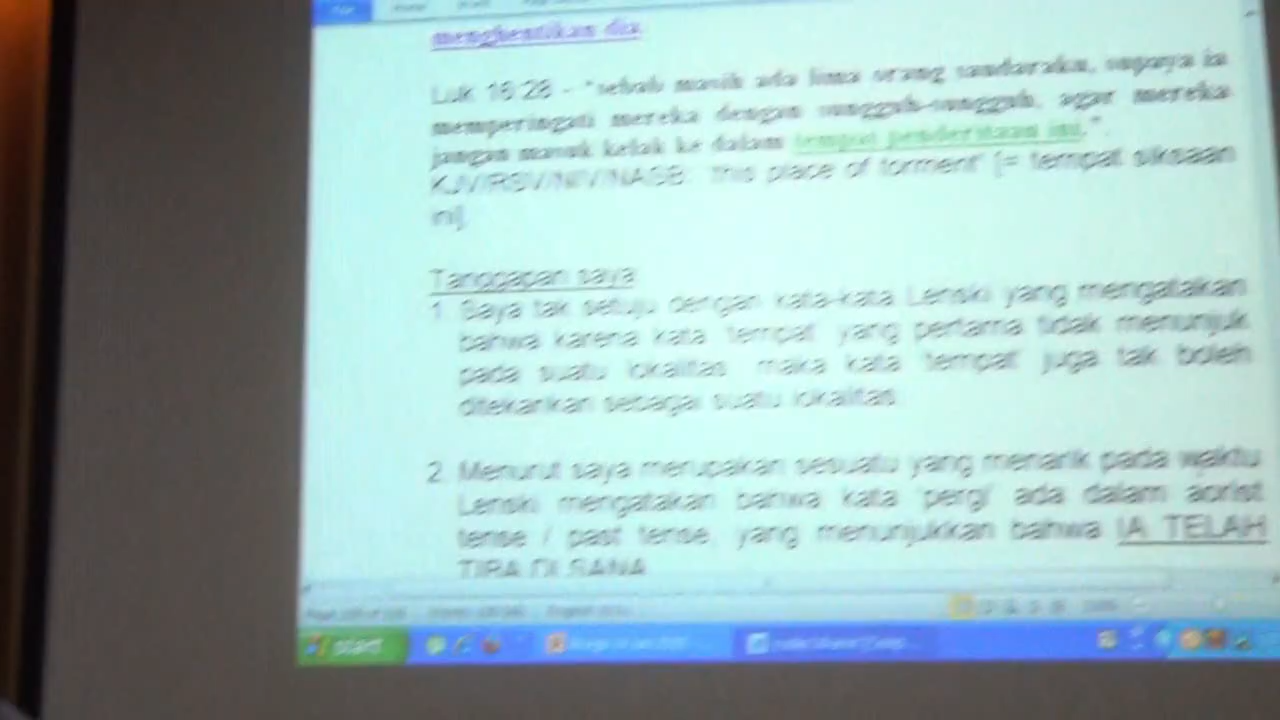 menghentikan dia
Luk 16:28 - "sebab masih ada lima orang saudaraku, supaya ia
memperingati mereka dengan sungguh-sungguh, agar mereka
jangan masuk kelak ke dalam tempat penderitaan ini.".
KJV/RSV/NIV/NASB: 'this place of torment' [= tempat siksaan
ini].
Tanggapan saya
1. Saya tak setuju dengan kata-kata Lenski yang mengatakan
bahwa karena kata 'tempat' yang pertama tidak menunjuk
pada suatu lokalitas maka kata 'tempat' juga tak boleh
ditekankan sebagai suatu lokalitas.
2. Menurut saya merupakan sesuatu yang menarik pada waktu
Lenski mengatakan bahwa kata 'pergi' ada dalam aorist
tense / past tense, yang menunjukkan bahwa IA TELAH
TIBA DI SANA
start